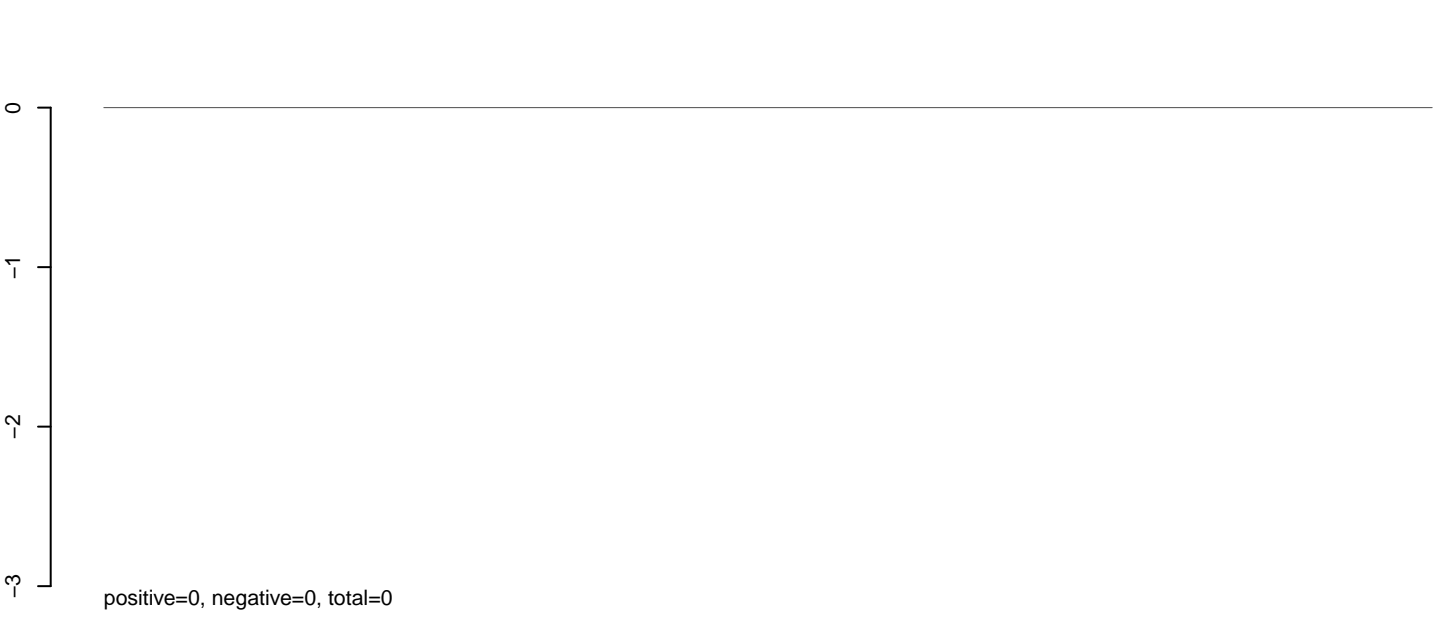 0
−1
−2
−3
positive=0, negative=0, total=0